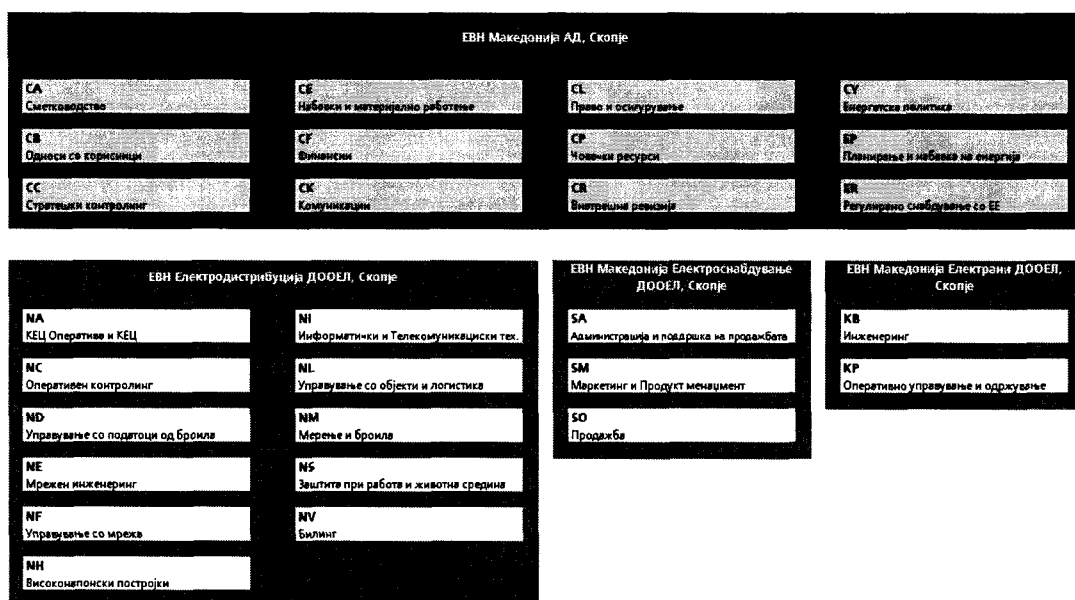 ЕВН Македонија АД, Скопје
CA
Сметководство
CE
Набавки и материјално работење
CL
Право и осигурување
CY
Енергетска политика
CB
Односи со корисници
CF
Финансии
CP
Човечки ресурси
EP
Планирање и набавка на енергија
CC
Стратешки контролинг
CK
Комуникации
CR
Внатрешна ревизија
ER
Регулирано снабдување со ЕЕ
ЕВН Електродистрибуција ДООЕЛ, Скопје
NA
КЕЦ Оператива и КЕЦ
NI
Информатички и Телекомуникациски тех.
NC
Оперативен контролинг
NL
Управување со објекти и логистика
ND
Управување со податоци од броила
NM
Мерење и броила
NE
Мрежен инженеринг
NS
Заштита при работа и животна средина
NF
Управување со мрежа
NV
Билинг
NH
Високонапонски постројки
ЕВН Македонија Електроснабдување
ДООЕЛ, Скопје
SA
Администрација и поддршка на продажбата
SM
Маркетинг и Продукт менаџмент
SO
Продажба
ЕВН Македонија Електрани ДООЕЛ,
Скопје
KB
Инженеринг
KP
Оперативно управување и одржување